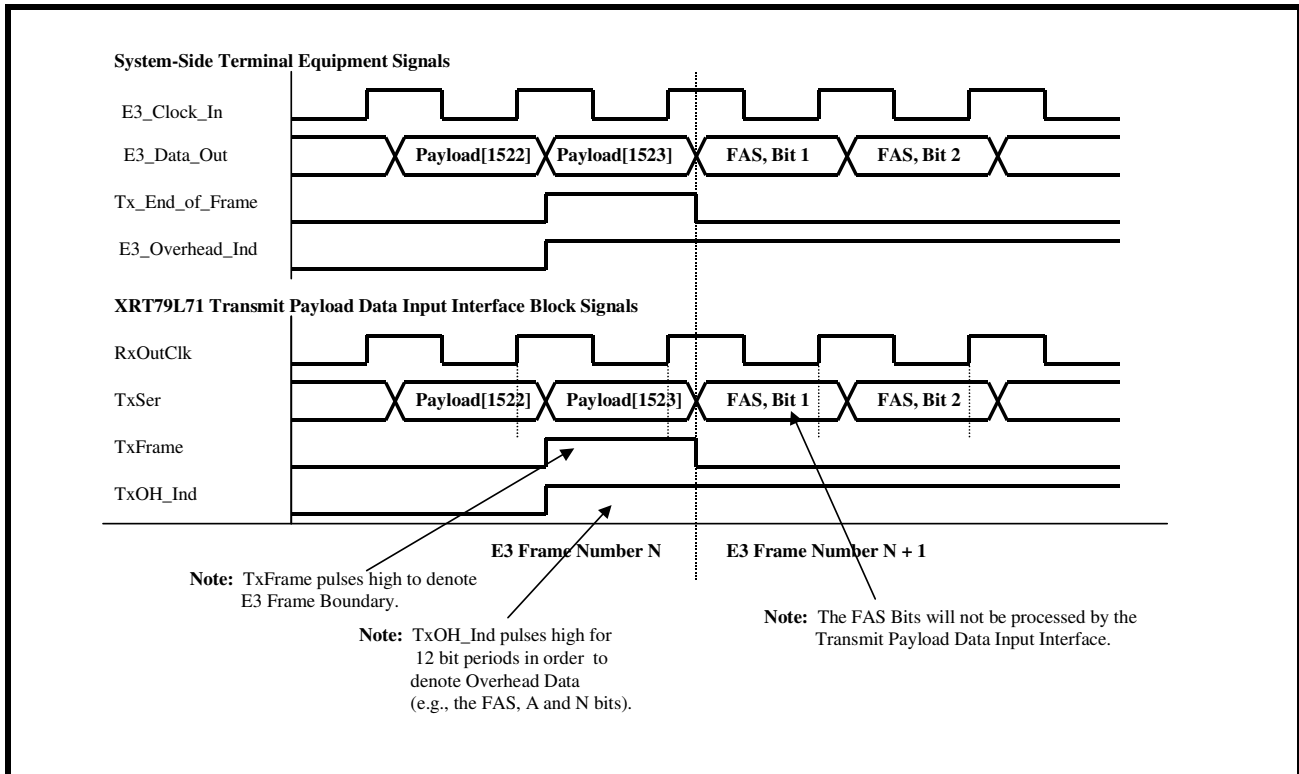 System-Side Terminal Equipment Signals
E3_Clock_In
E3_Data_Out
Payload[1522] Payload[1523] FAS, Bit 1 FAS, Bit 2
Tx_End_of_Frame
E3_Overhead_Ind
XRT79L71 Transmit Payload Data Input Interface Block Signals
RxOutClk
TxSer
Payload[1522] Payload[1523] FAS, Bit 1 FAS, Bit 2
TxFrame
TxOH_Ind
E3 Frame Number N E3 Frame Number N + 1
Note: TxFrame pulses high to denote
E3 Frame Boundary.
Note: TxOH_Ind pulses high for
12 bit periods in order to
denote Overhead Data
(e.g., the FAS, A and N bits).
Note: The FAS Bits will not be processed by the
Transmit Payload Data Input Interface.